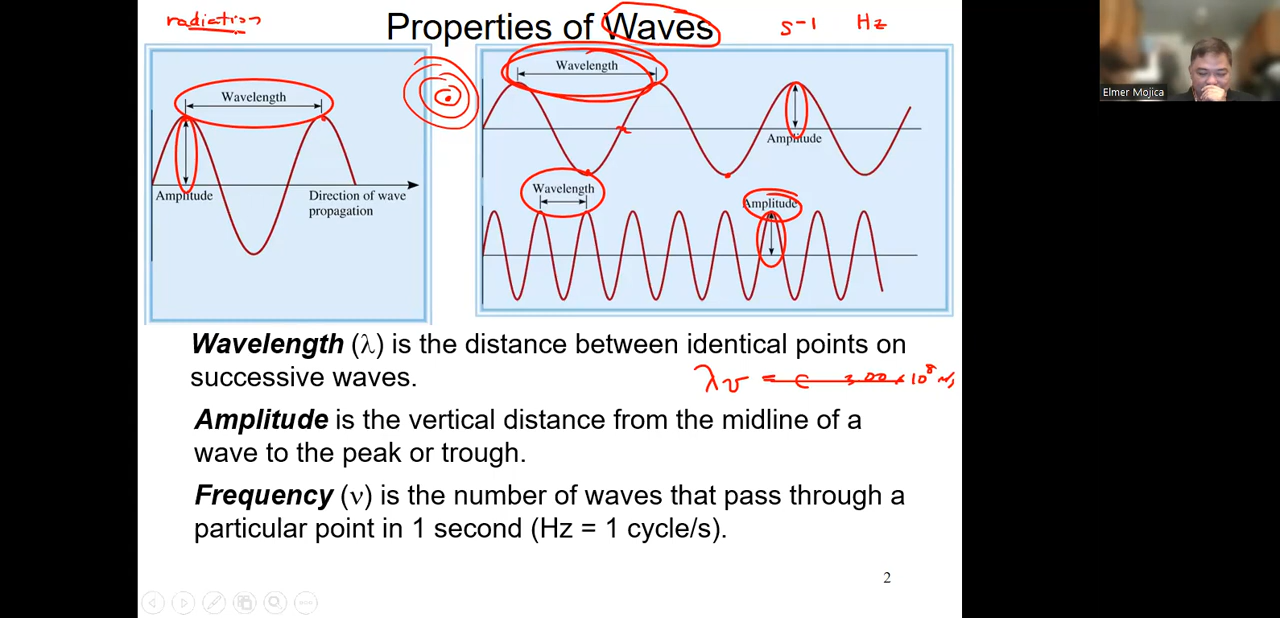 radiation
Properties of Waves
s-1 Hz
Wavelength
Amplitude
Direction of wave
propagation
Wavelength
Amplitude
Wavelength
Amplitude
Wavelength (λ) is the distance between identical points on
successive waves.
λν = c 3.00 x 10⁸ m/s
Amplitude is the vertical distance from the midline of a
wave to the peak or trough.
Frequency (ν) is the number of waves that pass through a
particular point in 1 second (Hz = 1 cycle/s).
2
Elmer Mojica